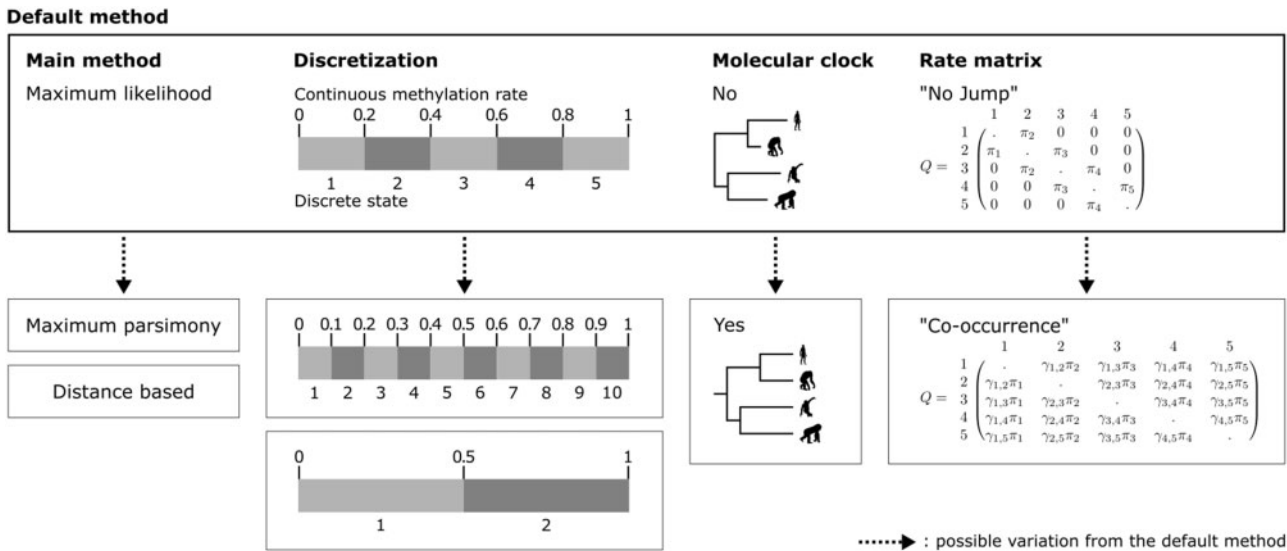 Default method
Main method
Maximum likelihood
Discretization
Continuous methylation rate
0 0.2 0.4 0.6 0.8 1
1 2 3 4 5
Discrete state
Molecular clock
No
Rate matrix
"No Jump"
1 2 3 4 5
1 . π2 0 0 0
2 π1 . π3 0 0
Q = 3 0 π2 . π4 0
4 0 0 π3 . π5
5 0 0 0 π4 .
Maximum parsimony
Distance based
0 0.1 0.2 0.3 0.4 0.5 0.6 0.7 0.8 0.9 1
1 2 3 4 5 6 7 8 9 10
0 0.5 1
1 2
Yes
"Co-occurrence"
1 2 3 4 5
1 . γ1,2π2 γ1,3π3 γ1,4π4 γ1,5π5
2 γ1,2π1 . γ2,3π3 γ2,4π4 γ2,5π5
Q = 3 γ1,3π1 γ2,3π2 . γ3,4π4 γ3,5π5
4 γ1,4π1 γ2,4π2 γ3,4π3 . γ4,5π5
5 γ1,5π1 γ2,5π2 γ3,5π3 γ4,5π4 .
: possible variation from the default method